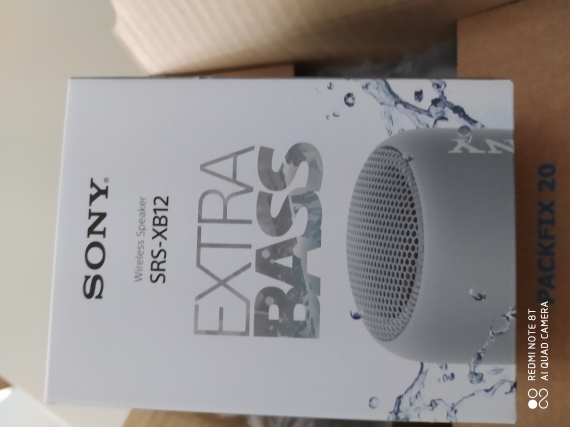 SONY®
Wireless Speaker
SRS-XB12
EXTRA
BASS
PACKFIX 20
REDMI NOTE 8T
AI QUAD CAMERA